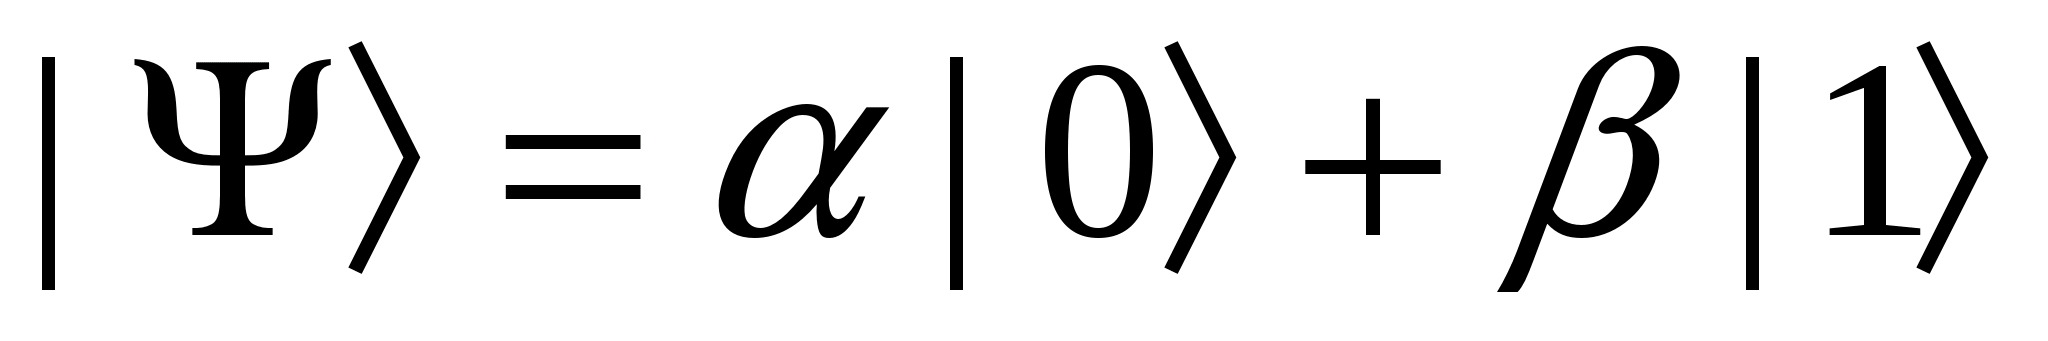 |Ψ⟩ = α|0⟩ + β|1⟩